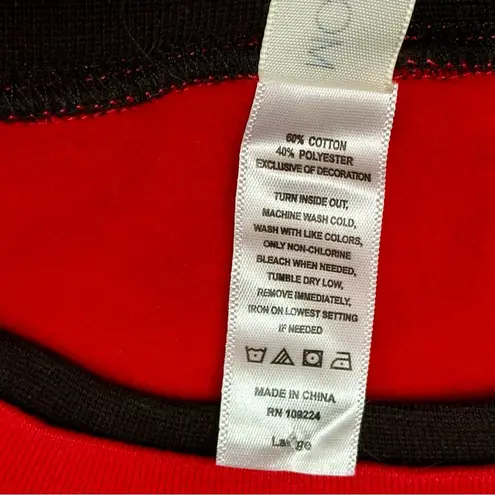 60% COTTON
40% POLYESTER
EXCLUSIVE OF DECORATION
TURN INSIDE OUT,
MACHINE WASH COLD,
WASH WITH LIKE COLORS,
ONLY NON-CHLORINE
BLEACH WHEN NEEDED,
TUMBLE DRY LOW,
REMOVE IMMEDIATELY,
IRON ON LOWEST SETTING
IF NEEDED
MADE IN CHINA
RN 109224
Large